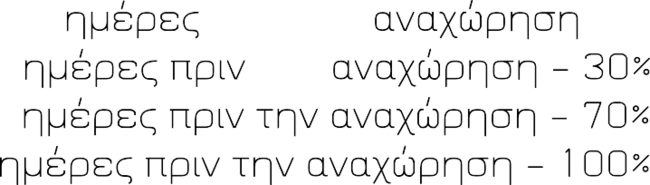 ημέρες αναχώρηση
ημέρες πριν αναχώρηση – 30%
ημέρες πριν την αναχώρηση – 70%
ημέρες πριν την αναχώρηση – 100%